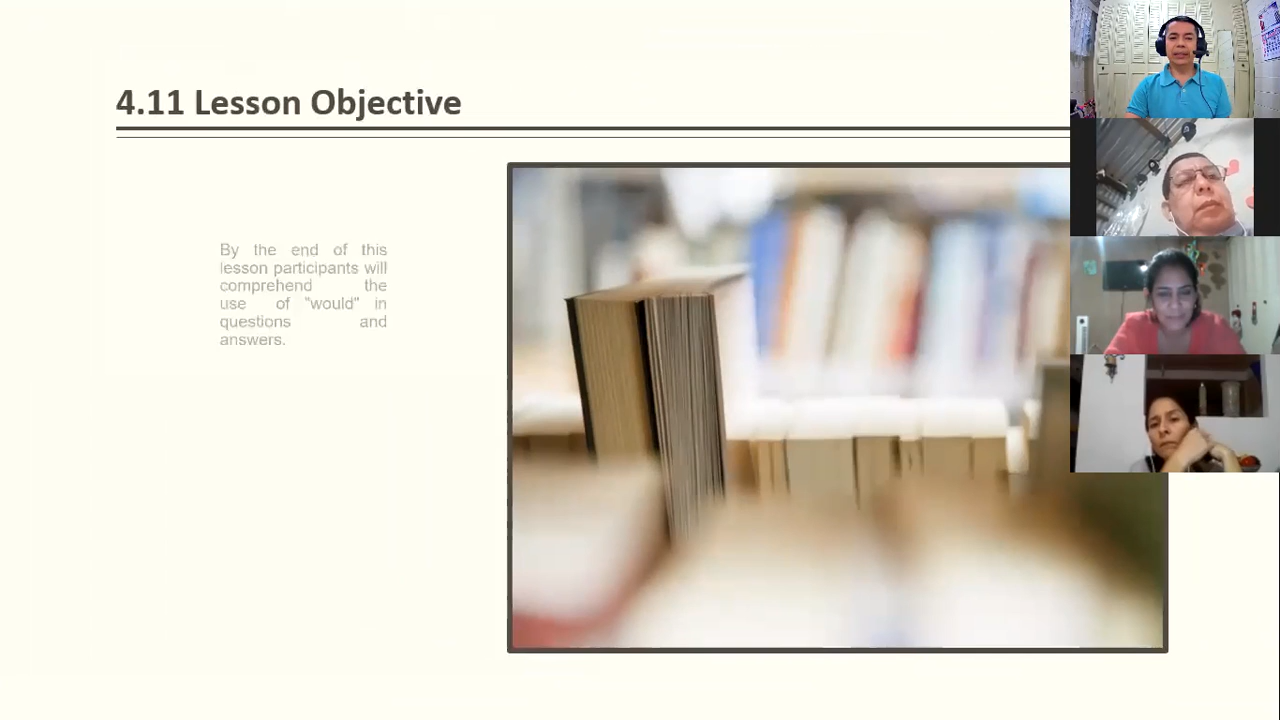 4.11 Lesson Objective
By the end of this
lesson participants will
comprehend the
use of "would" in
questions and
answers.